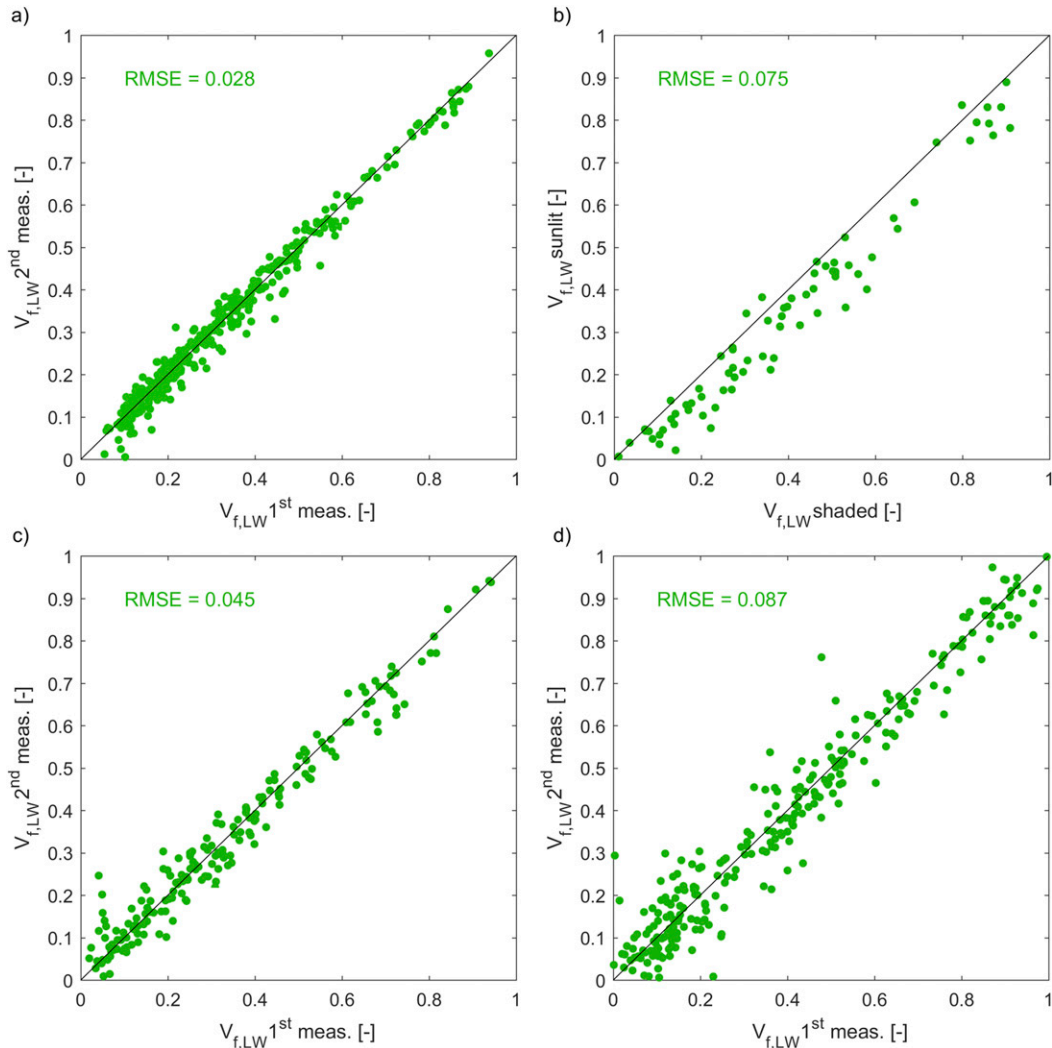 a)
RMSE = 0.028
1
0.9
0.8
0.7
0.6
0.5
0.4
0.3
0.2
0.1
0
0 0.2 0.4 0.6 0.8 1
V_f,LW 2^nd meas. [-]
V_f,LW 1^st meas. [-]
b)
RMSE = 0.075
1
0.9
0.8
0.7
0.6
0.5
0.4
0.3
0.2
0.1
0
0 0.2 0.4 0.6 0.8 1
V_f,LW sunlit [-]
V_f,LW shaded [-]
c)
RMSE = 0.045
1
0.9
0.8
0.7
0.6
0.5
0.4
0.3
0.2
0.1
0
0 0.2 0.4 0.6 0.8 1
V_f,LW 2^nd meas. [-]
V_f,LW 1^st meas. [-]
d)
RMSE = 0.087
1
0.9
0.8
0.7
0.6
0.5
0.4
0.3
0.2
0.1
0
0 0.2 0.4 0.6 0.8 1
V_f,LW 2^nd meas. [-]
V_f,LW 1^st meas. [-]